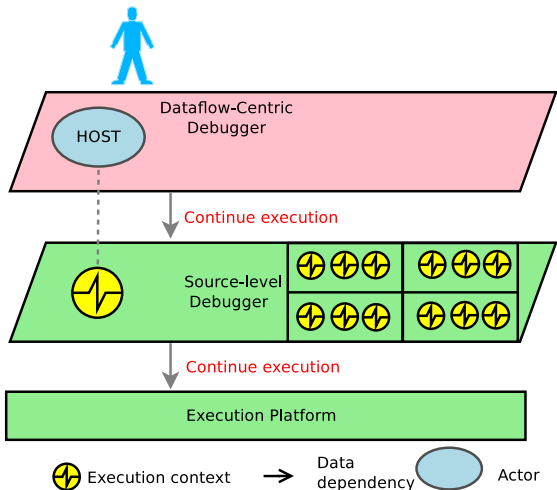 Dataflow-Centric
Debugger
HOST
Continue execution
Source-level
Debugger
Continue execution
Execution Platform
Execution context
Data
dependency
Actor